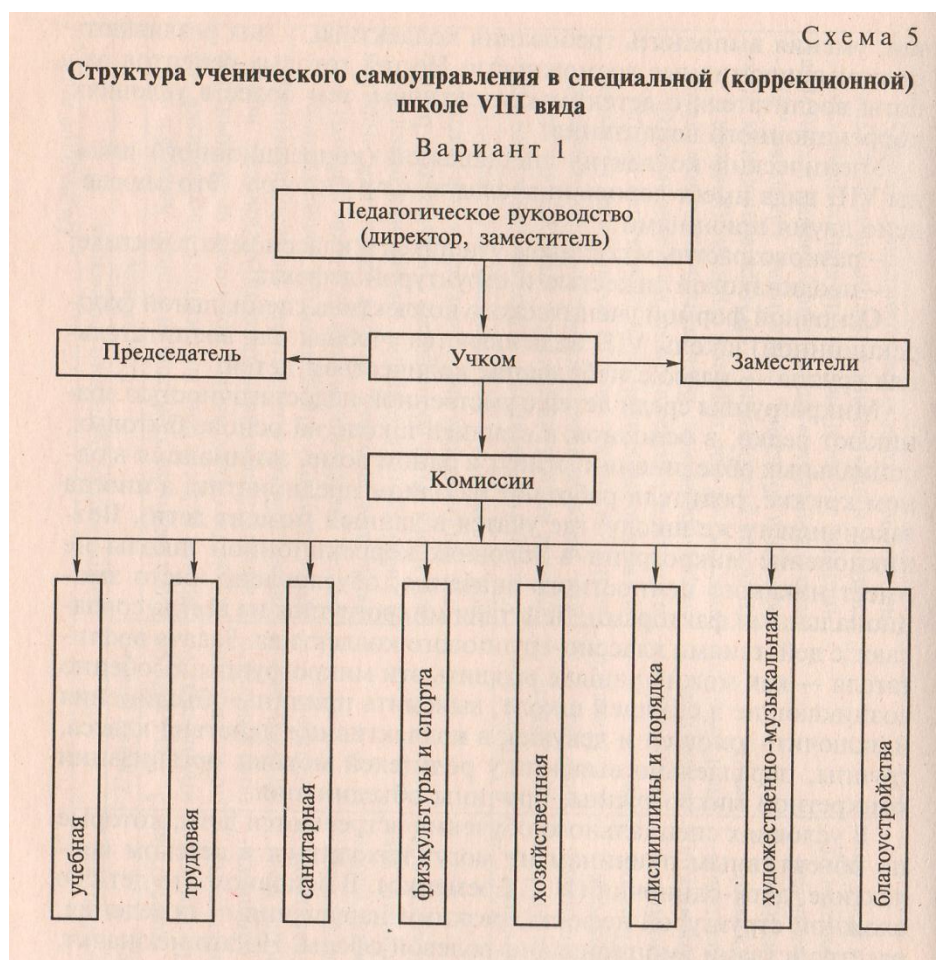 Схема 5
Структура ученического самоуправления в специальной (коррекционной)
школе VIII вида
Вариант 1
Педагогическое руководство
(директор, заместитель)
Председатель
Учком
Заместители
Комиссии
учебная
трудовая
санитарная
физкультуры и спорта
хозяйственная
дисциплины и порядка
художественно-музыкальная
благоустройства